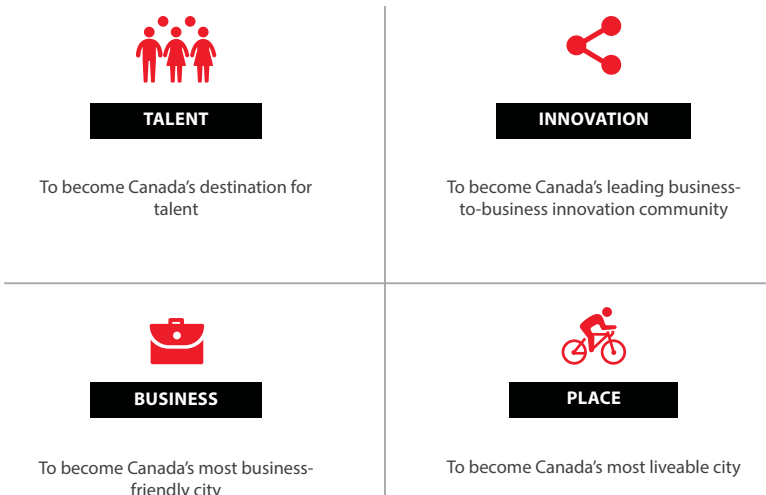 TALENT
To become Canada’s destination for
talent
INNOVATION
To become Canada’s leading business-
to-business innovation community
BUSINESS
To become Canada’s most business-
friendly city
PLACE
To become Canada’s most liveable city